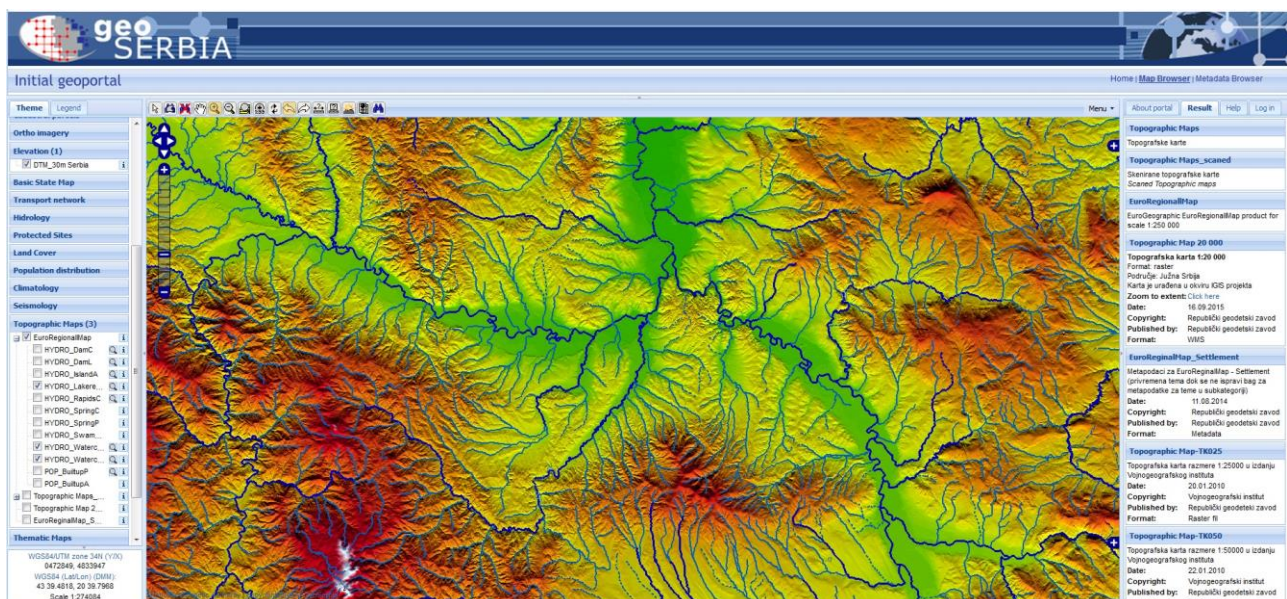 geo
SERBIA
Initial geoportal
Home | Map Browser | Metadata Browser
Theme
Legend
Ortho imagery
Elevation (1)
DTM_30m Serbia
Basic State Map
Transport network
Hidrology
Protected Sites
Land Cover
Population distribution
Climatology
Seismology
Topographic Maps (3)
EuroRegionalMap
HYDRO_DamC
HYDRO_DamL
HYDRO_IslandA
HYDRO_Lakere...
HYDRO_RapidsC
HYDRO_SpringC
HYDRO_SpringP
HYDRO_Swam...
HYDRO_Waterc...
HYDRO_Waterc...
POP_BuiltupP
POP_BuiltupA
Topographic Maps_...
Topographic Map 2...
EuroReginalMap_S...
Thematic Maps
WGS84/UTM zone 34N (Y/X)
0472849, 4833947
WGS84 (Lat/Lon) (DMM):
43 39.4818, 20 39.7968
Scale 1:274084
Menu
About portal
Result
Help
Log in
Topographic Maps
Topografske karte
Topographic Maps_scaned
Skenirane topografske karte
Scaned Topographic maps
EuroRegionallMap
EuroGeographic EuroRegionallMap product for
scale 1:250 000
Topographic Map 20 000
Topografska karta 1:20 000
Format: raster
Područje: Južna Srbija
Karta je urađena u okviru IGIS projekta
Zoom to extent: Click here
Date: 16.09.2015
Copyright: Republički geodetski zavod
Published by: Republički geodetski zavod
Format: WMS
EuroReginalMap_Settlement
Metapodaci za EuroReginalMap - Settlement
(privremena tema dok se ne ispravi bag za
metapodatke za teme u subkategoriji)
Date: 11.08.2014
Copyright: Republički geodetski zavod
Published by: Republički geodetski zavod
Format: Metadata
Topographic Map-TK025
Topografska karta razmere 1:25000 u izdanju
Vojnogeografskog instituta
Date: 20.01.2010
Copyright: Vojnogeografski institut
Published by: Republički geodetski zavod
Format: Raster fil
Topographic Map-TK050
Topografska karta razmere 1:50000 u izdanju
Vojnogeografskog instituta
Date: 22.01.2010
Copyright: Vojnogeografski institut
Published by: Republički geodetski zavod